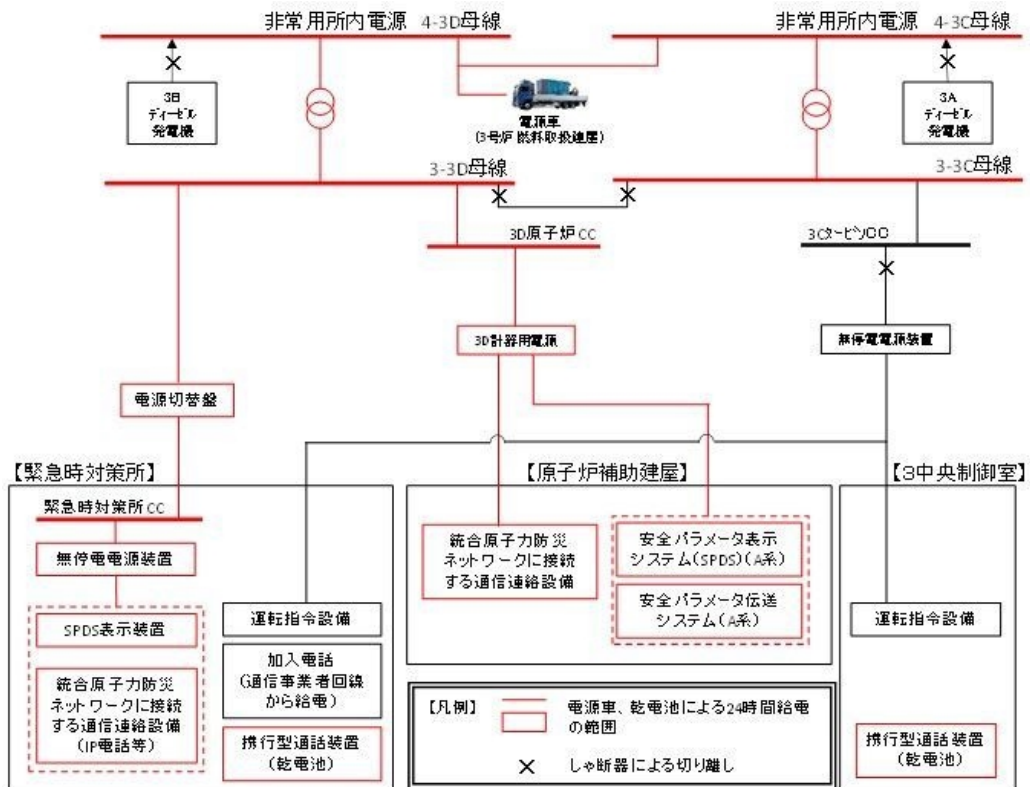 非常用所内電源 4-3D母線
非常用所内電源 4-3C母線
3B
ディーゼル
発電機
電源車
(3号炉 燃料取扱建屋)
3A
ディーゼル
発電機
3-3D母線
3-3C母線
3D原子炉CC
3CタービンCC
3D計器用電源
無停電電源装置
電源切替盤
【緊急時対策所】
【原子炉補助建屋】
【3中央制御室】
緊急時対策所CC
無停電電源装置
SPDS表示装置
統合原子力防災
ネットワークに接続
する通信連絡設備
(IP電話等)
運転指令設備
加入電話
(通信事業者回線
から給電)
携行型通話装置
(乾電池)
統合原子力防災
ネットワークに接続
する通信連絡設備
安全パラメータ表示
システム(SPDS)(A系)
安全パラメータ伝送
システム(A系)
運転指令設備
携行型通話装置
(乾電池)
【凡例】
電源車、乾電池による24時間給電
の範囲
× しゃ断器による切り離し